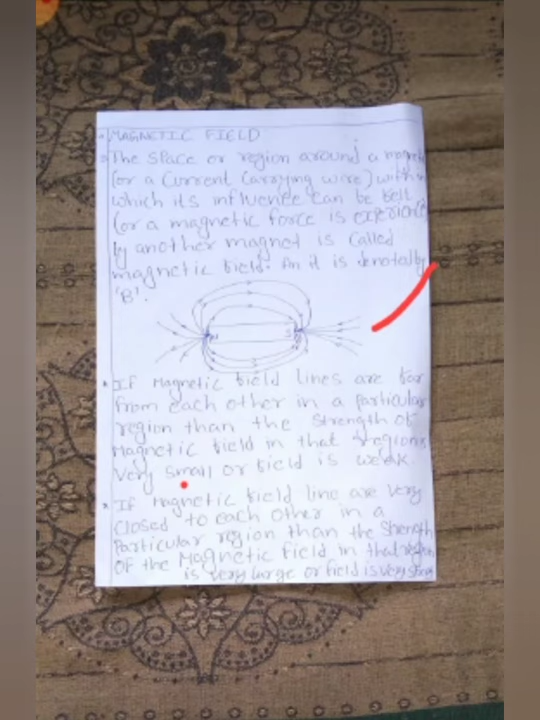 MAGNETIC FIELD
The space or region around a magnet
(or a current carrying wire) within
which its influence can be felt
(or a magnetic force is experience
by another magnet is called
magnetic field. An it is denoted by
'B'.
If Magnetic field lines are far
from each other in a particular
region than the strength of
Magnetic field in that regions
very small or field is weak.
If Magnetic field line are very
closed to each other in a
Particular region than the strength
of the Magnetic field in that region
is very large or field is very strong